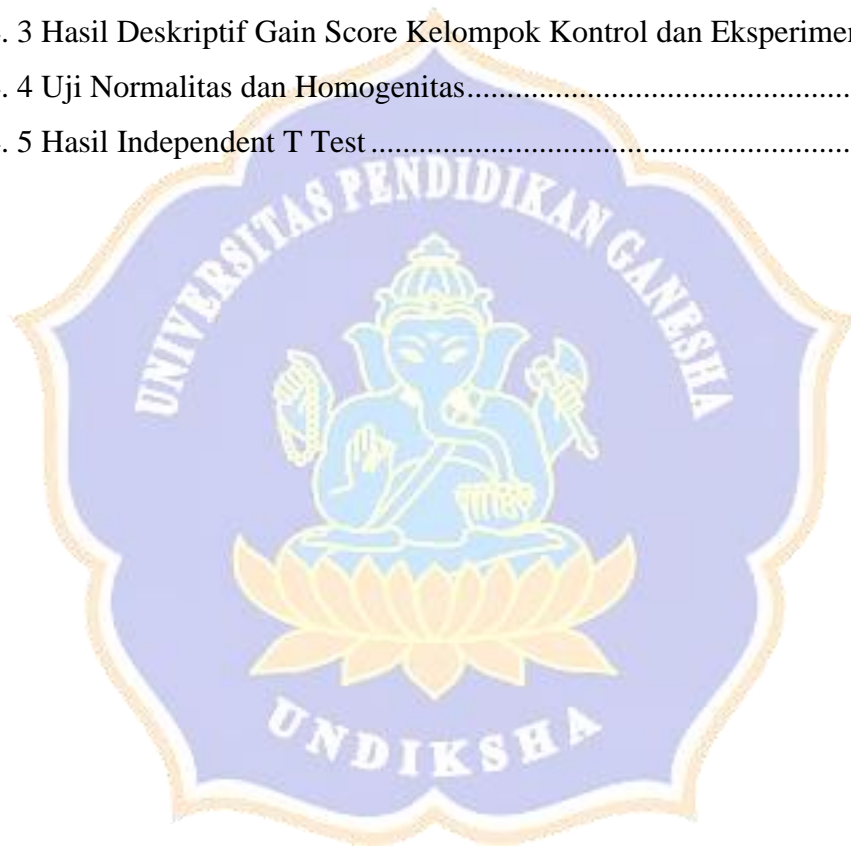 . 3 Hasil Deskriptif Gain Score Kelompok Kontrol dan Eksperimen
. 4 Uji Normalitas dan Homogenitas................................................
. 5 Hasil Independent T Test............................................................
UNIVERSITAS PENDIDIKAN GANESHA
UNDIKSHA